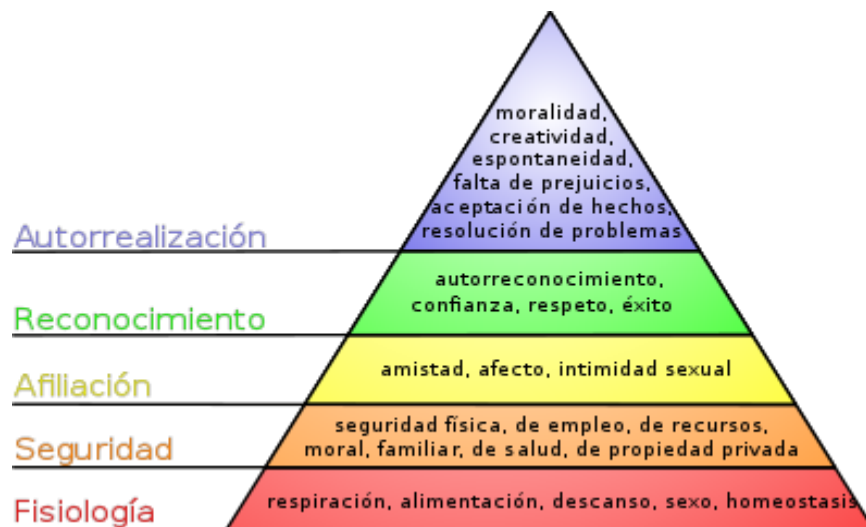 moralidad,
creatividad,
espontaneidad,
falta de prejuicios,
aceptación de hechos,
resolución de problemas
Autorrealización
autorreconocimiento,
confianza, respeto, éxito
Reconocimiento
amistad, afecto, intimidad sexual
Afiliación
seguridad física, de empleo, de recursos,
moral, familiar, de salud, de propiedad privada
Seguridad
respiración, alimentación, descanso, sexo, homeostasis
Fisiología